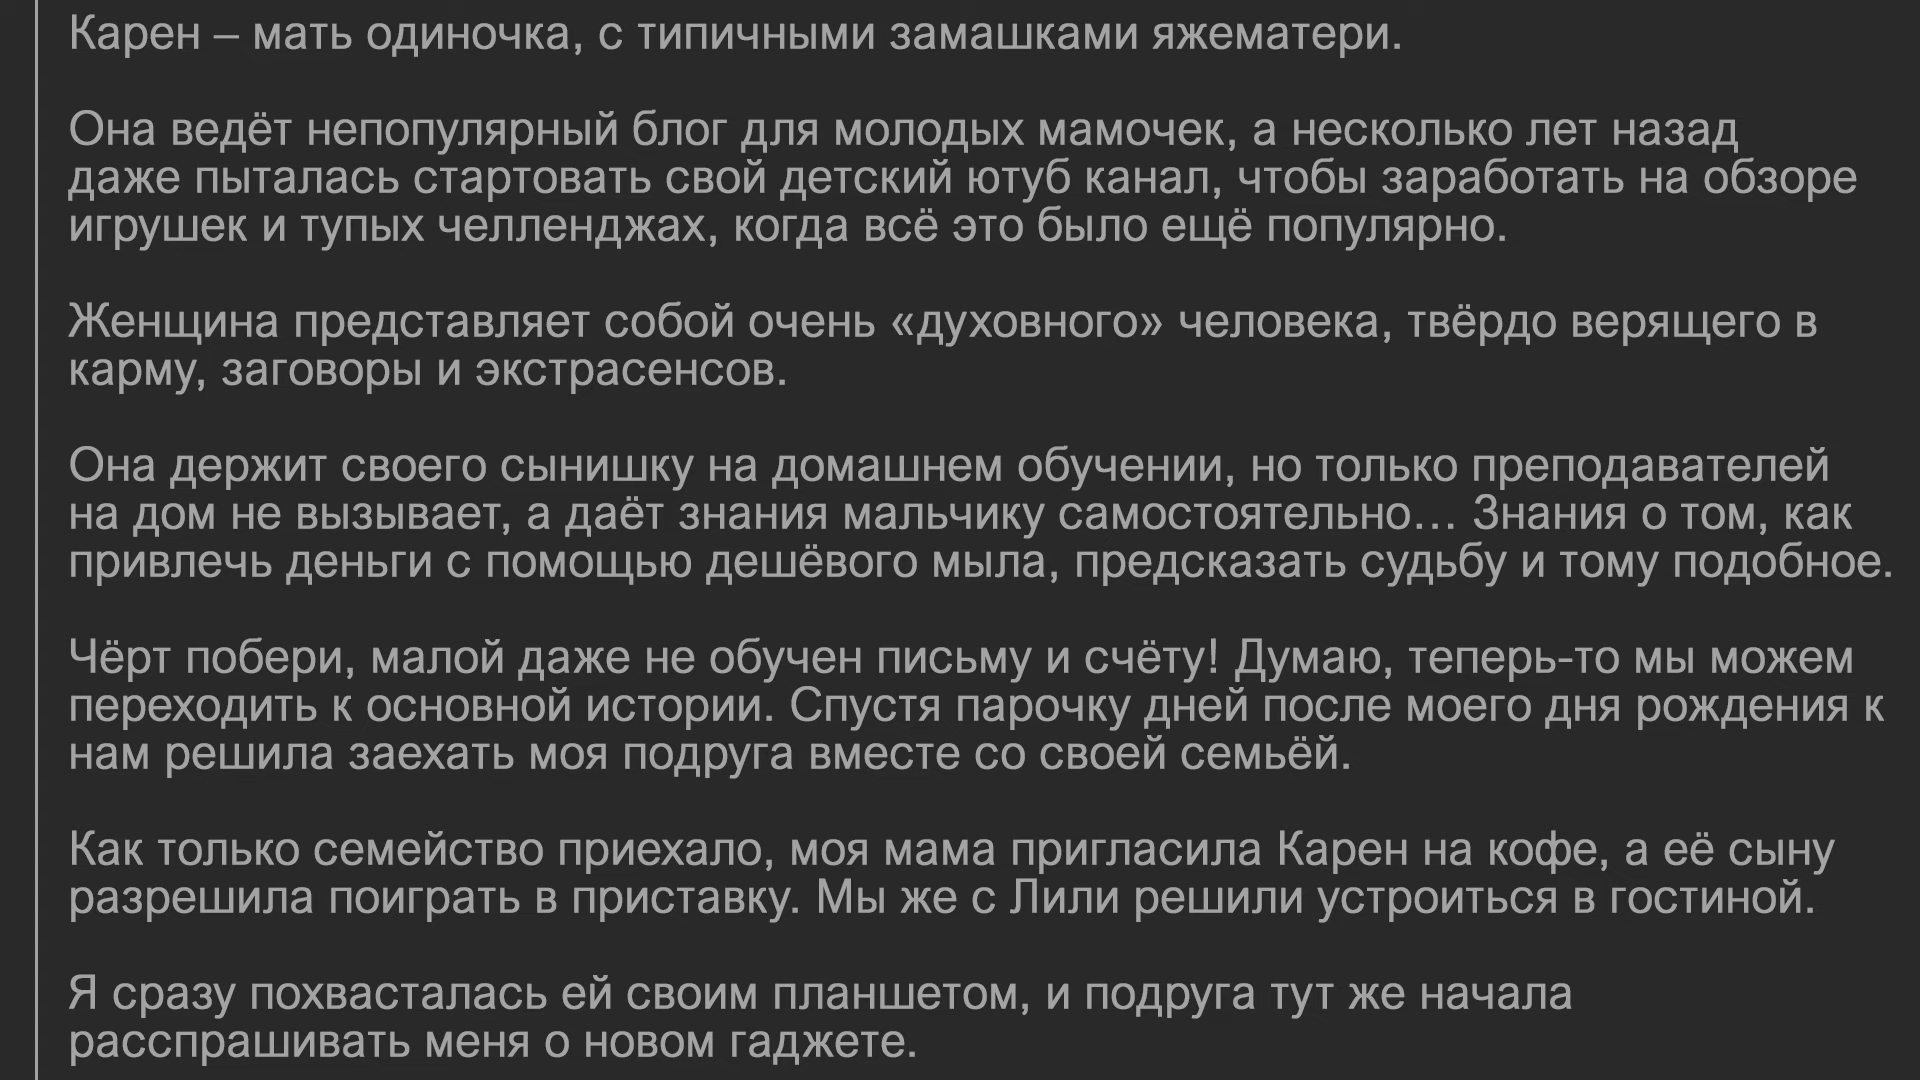 Карен – мать одиночка, с типичными замашками яжематери.
Она ведёт непопулярный блог для молодых мамочек, а несколько лет назад
даже пыталась стартовать свой детский ютуб канал, чтобы заработать на обзоре
игрушек и тупых челленджах, когда всё это было ещё популярно.
Женщина представляет собой очень «духовного» человека, твёрдо верящего в
карму, заговоры и экстрасенсов.
Она держит своего сынишку на домашнем обучении, но только преподавателей
на дом не вызывает, а даёт знания мальчику самостоятельно… Знания о том, как
привлечь деньги с помощью дешёвого мыла, предсказать судьбу и тому подобное.
Чёрт побери, малой даже не обучен письму и счёту! Думаю, теперь-то мы можем
переходить к основной истории. Спустя парочку дней после моего дня рождения к
нам решила заехать моя подруга вместе со своей семьёй.
Как только семейство приехало, моя мама пригласила Карен на кофе, а её сыну
разрешила поиграть в приставку. Мы же с Лили решили устроиться в гостиной.
Я сразу похвасталась ей своим планшетом, и подруга тут же начала
расспрашивать меня о новом гаджете.